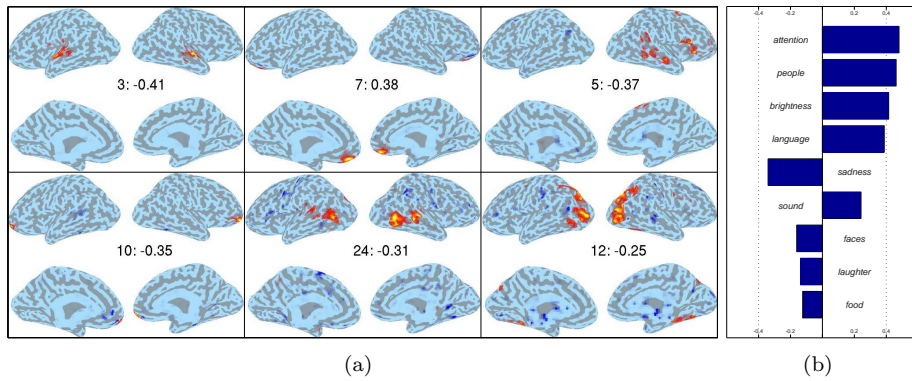 3: -0.41
7: 0.38
5: -0.37
10: -0.35
24: -0.31
12: -0.25
(a)
-0.2 0 0.2 0.4
attention
people
brightness
language
sadness
sound
faces
laughter
food
-0.2 0 0.2 0.4
(b)